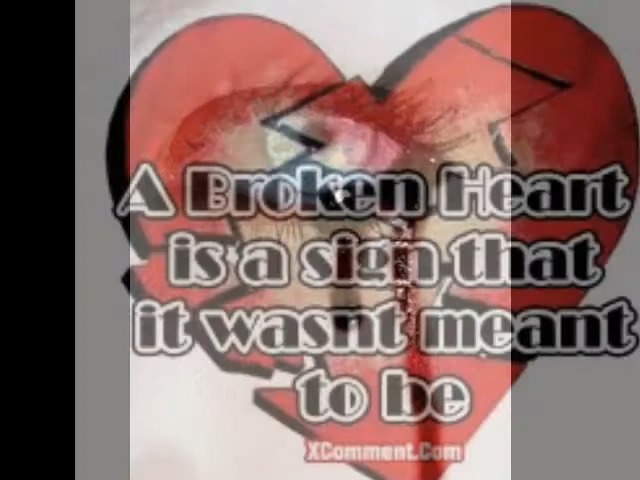 A Broken Heart
is a sign that
it wasnt meant
to be
XComment.Com